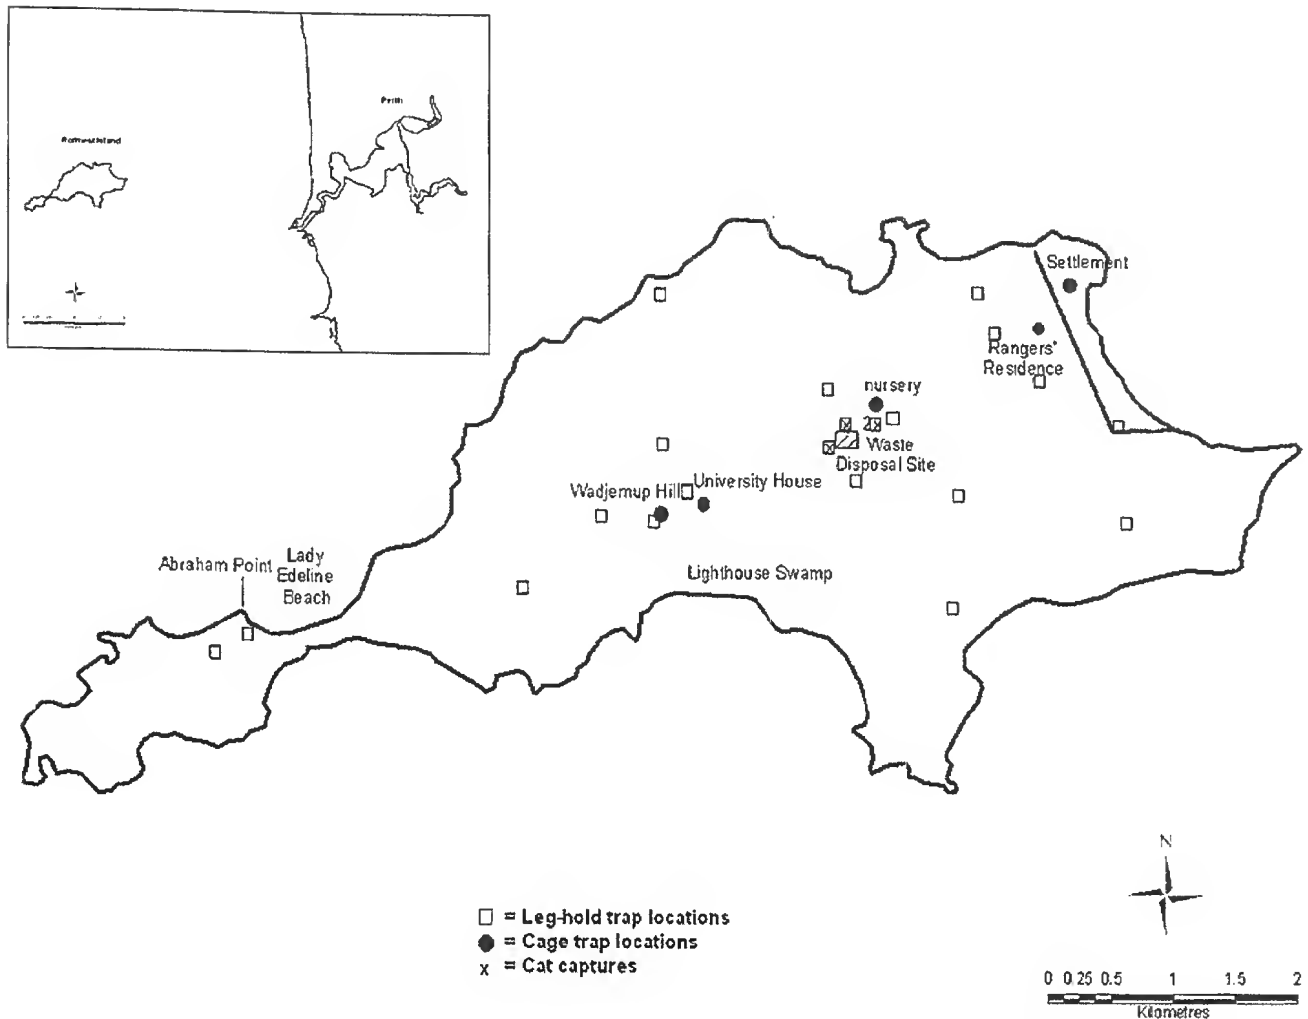 Perth
Rottnest Island
Settlement
Rangers'
Residence
nursery
2
Waste
Disposal Site
University House
Wadjemup Hill
Abraham Point
Lady
Edeline
Beach
Lighthouse Swamp
N
□ = Leg-hold trap locations
● = Cage trap locations
x = Cat captures
0 0.25 0.5 1 1.5 2
Kilometres